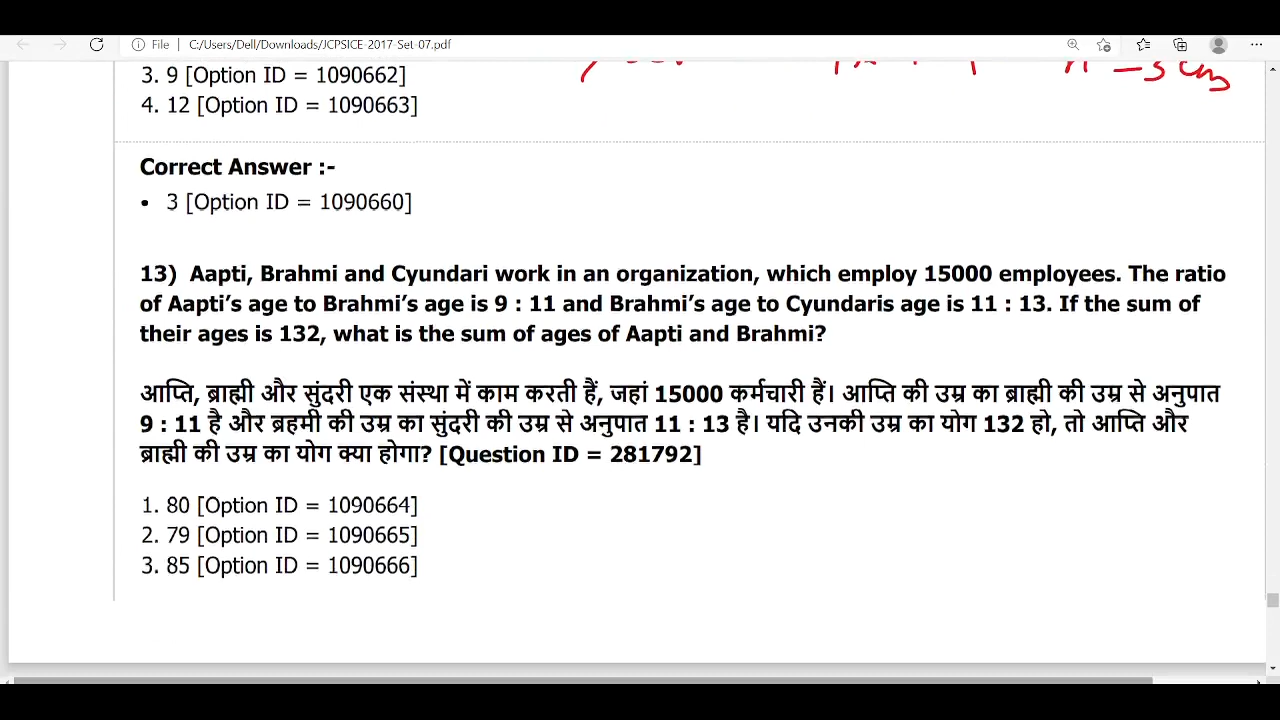 File | C:/Users/Dell/Downloads/JCPSICE-2017-Set-07.pdf
3. 9 [Option ID = 1090662]
4. 12 [Option ID = 1090663]
Correct Answer :-
• 3 [Option ID = 1090660]
13) Aapti, Brahmi and Cyundari work in an organization, which employ 15000 employees. The ratio
of Aapti’s age to Brahmi’s age is 9 : 11 and Brahmi’s age to Cyundaris age is 11 : 13. If the sum of
their ages is 132, what is the sum of ages of Aapti and Brahmi?
आप्ति, ब्राह्मी और सुंदरी एक संस्था में काम करती हैं, जहां 15000 कर्मचारी हैं। आप्ति की उम्र का ब्राह्मी की उम्र से अनुपात
9 : 11 है और ब्रहमी की उम्र का सुंदरी की उम्र से अनुपात 11 : 13 है। यदि उनकी उम्र का योग 132 हो, तो आप्ति और
ब्राह्मी की उम्र का योग क्या होगा? [Question ID = 281792]
1. 80 [Option ID = 1090664]
2. 79 [Option ID = 1090665]
3. 85 [Option ID = 1090666]